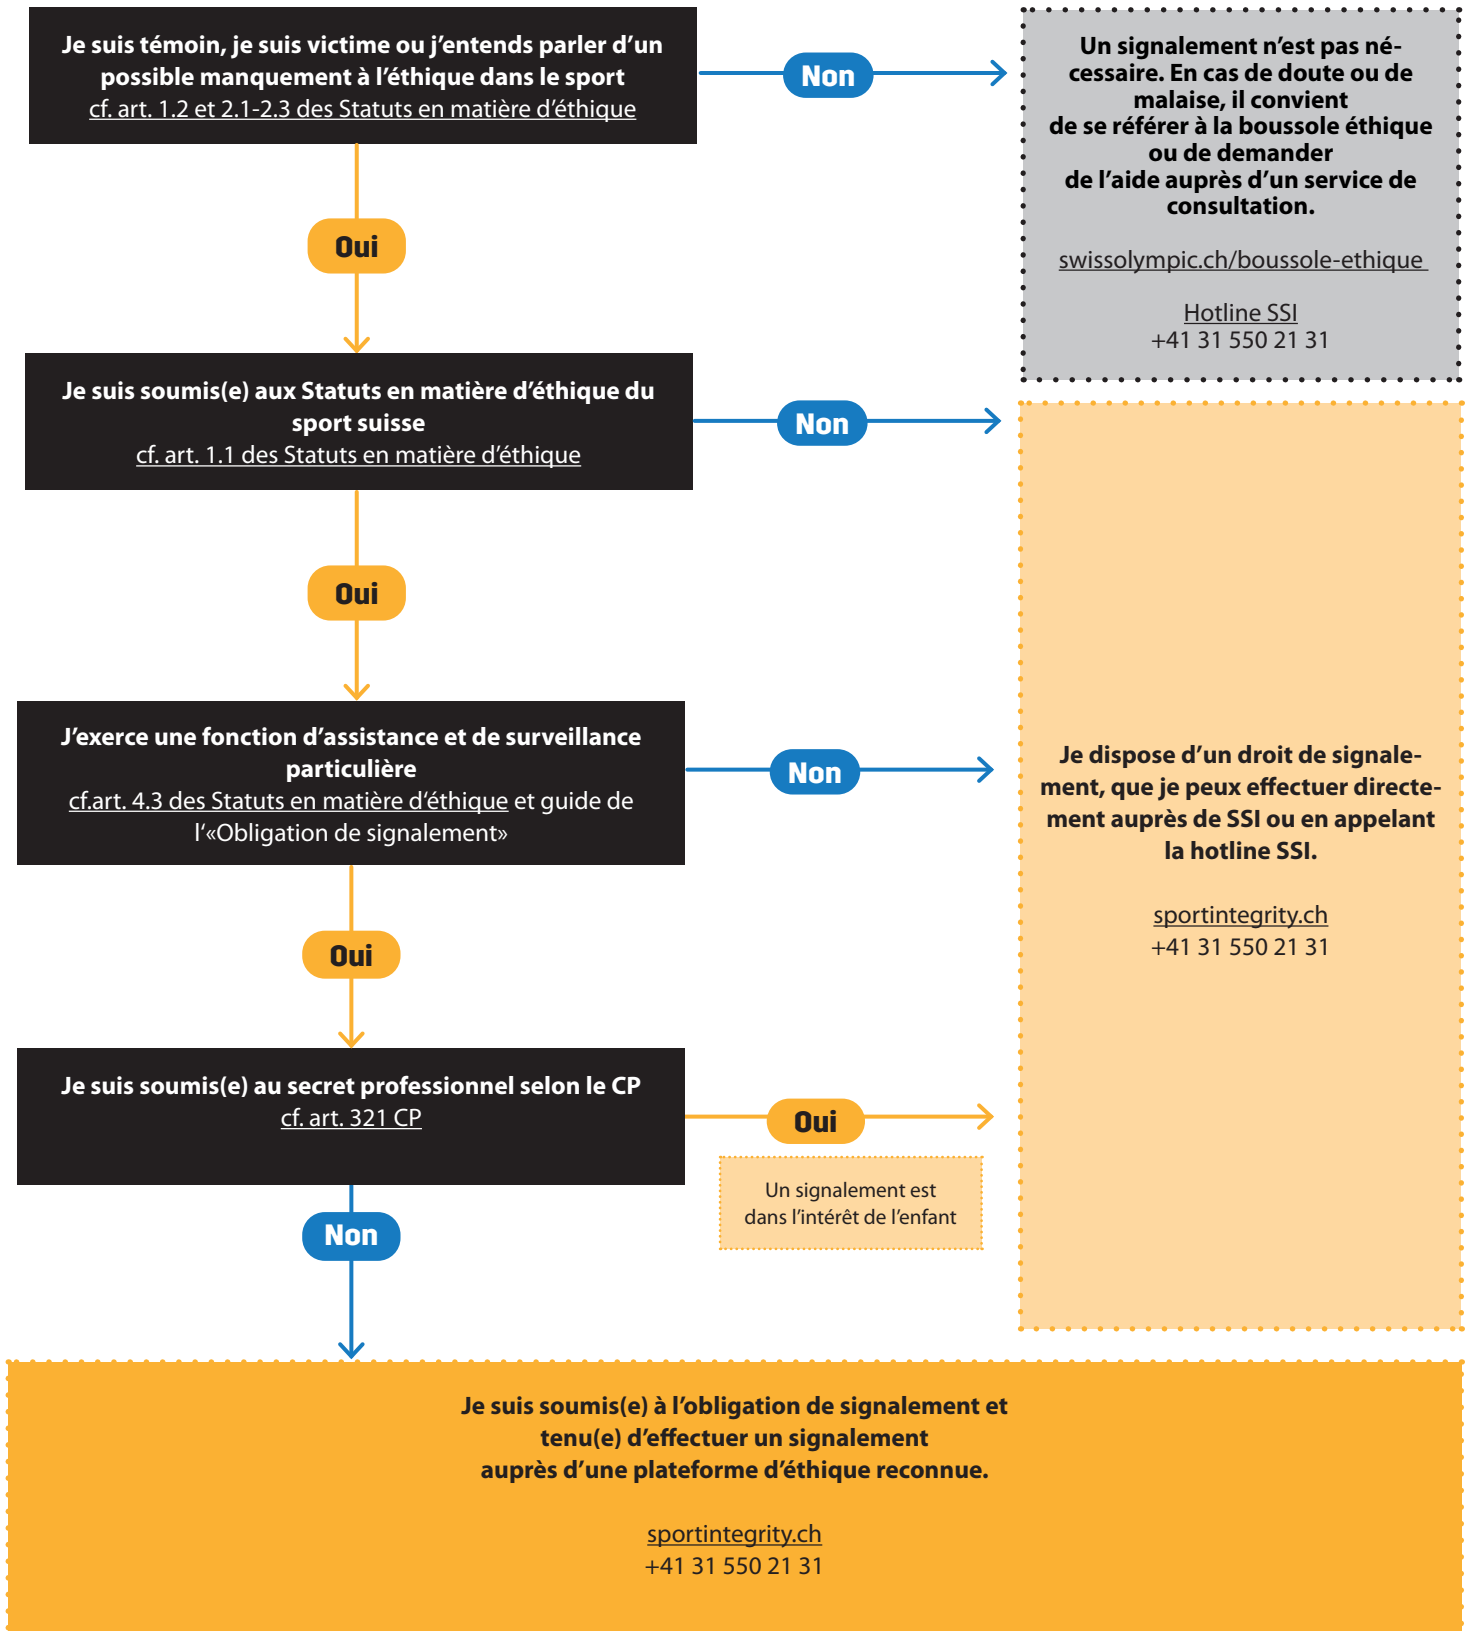 Je suis témoin, je suis victime ou j’entends parler d’un
possible manquement à l’éthique dans le sport
cf. art. 1.2 et 2.1-2.3 des Statuts en matière d’éthique
Non
Un signalement n’est pas né-
cessaire. En cas de doute ou de
malaise, il convient
de se référer à la boussole éthique
ou de demander
de l’aide auprès d’un service de
consultation.
swissolympic.ch/boussole-ethique
Hotline SSI
+41 31 550 21 31
Oui
Je suis soumis(e) aux Statuts en matière d’éthique du
sport suisse
cf. art. 1.1 des Statuts en matière d’éthique
Non
Oui
J’exerce une fonction d’assistance et de surveillance
particulière
cf.art. 4.3 des Statuts en matière d‘éthique et guide de
l‘«Obligation de signalement»
Non
Je dispose d’un droit de signale-
ment, que je peux effectuer directe-
ment auprès de SSI ou en appelant
la hotline SSI.
sportintegrity.ch
+41 31 550 21 31
Oui
Je suis soumis(e) au secret professionnel selon le CP
cf. art. 321 CP
Oui
Un signalement est
dans l’intérêt de l’enfant
Non
Je suis soumis(e) à l’obligation de signalement et
tenu(e) d’effectuer un signalement
auprès d’une plateforme d’éthique reconnue.
sportintegrity.ch
+41 31 550 21 31